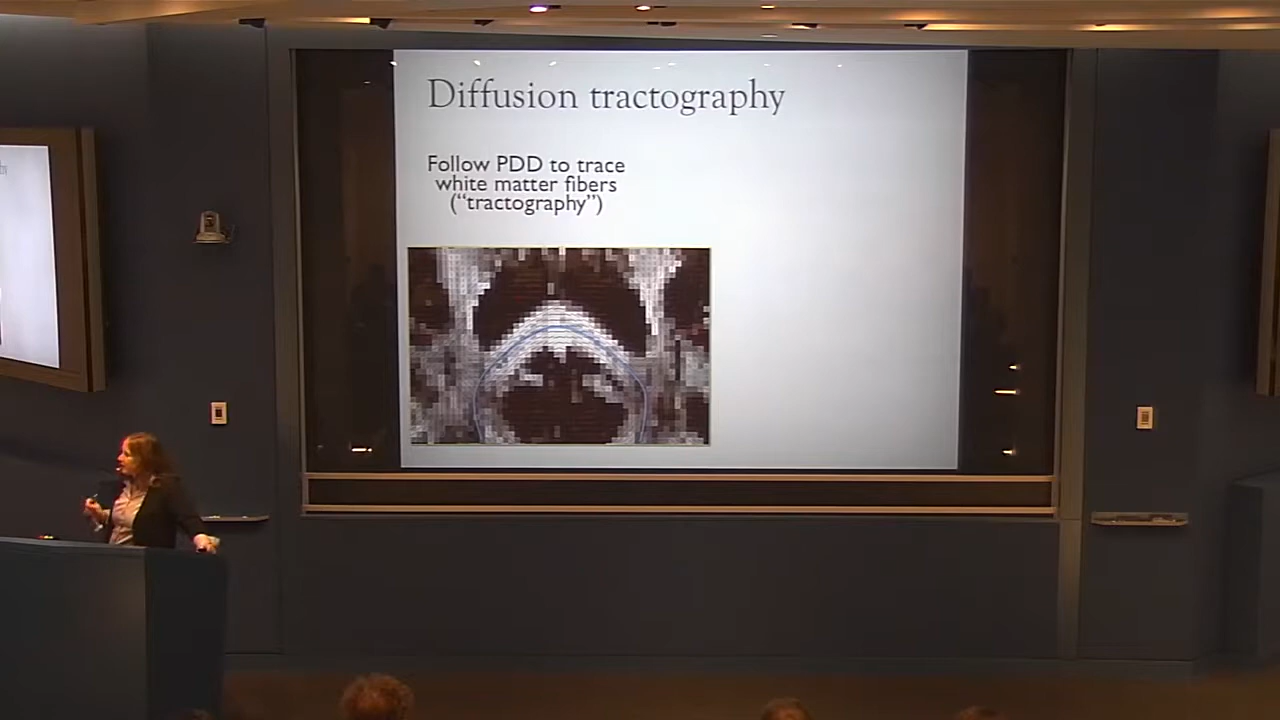 Diffusion tractography
Follow PDD to trace
white matter fibers
(“tractography”)